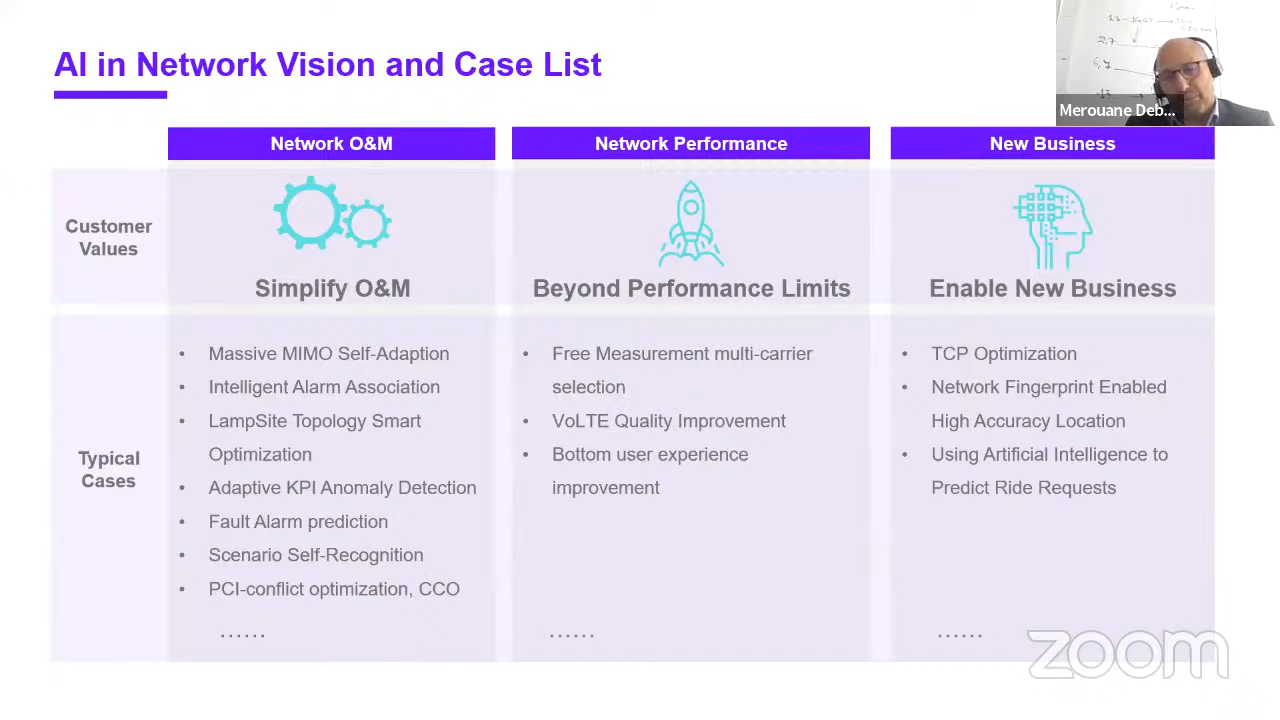 AI in Network Vision and Case List
Merouane Deb...
Network O&M
Network Performance
New Business
Customer
Values
Simplify O&M
Beyond Performance Limits
Enable New Business
Typical
Cases
• Massive MIMO Self-Adaption
• Intelligent Alarm Association
• LampSite Topology Smart
Optimization
• Adaptive KPI Anomaly Detection
• Fault Alarm prediction
• Scenario Self-Recognition
• PCI-conflict optimization, CCO
......
• Free Measurement multi-carrier
selection
• VoLTE Quality Improvement
• Bottom user experience
improvement
......
• TCP Optimization
• Network Fingerprint Enabled
High Accuracy Location
• Using Artificial Intelligence to
Predict Ride Requests
......
zoom